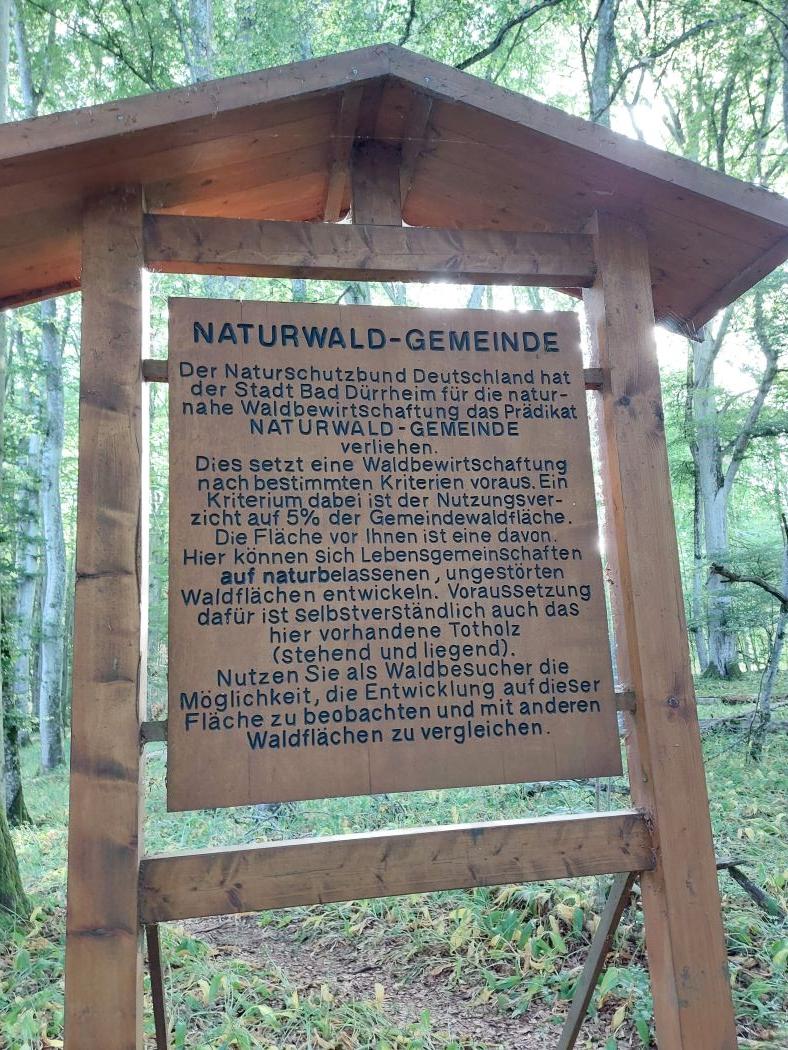 NATURWALD-GEMEINDE
Der Naturschutzbund Deutschland hat
der Stadt Bad Dürrheim für die natur-
nahe Waldbewirtschaftung das Prädikat
NATURWALD-GEMEINDE
verliehen.
Dies setzt eine Waldbewirtschaftung
nach bestimmten Kriterien voraus. Ein
Kriterium dabei ist der Nutzungsver-
zicht auf 5% der Gemeindewaldfläche.
Die Fläche vor Ihnen ist eine davon.
Hier können sich Lebensgemeinschaften
auf naturbelassenen, ungestörten
Waldflächen entwickeln. Voraussetzung
dafür ist selbstverständlich auch das
hier vorhandene Totholz
(stehend und liegend).
Nutzen Sie als Waldbesucher die
Möglichkeit, die Entwicklung auf dieser
Fläche zu beobachten und mit anderen
Waldflächen zu vergleichen.